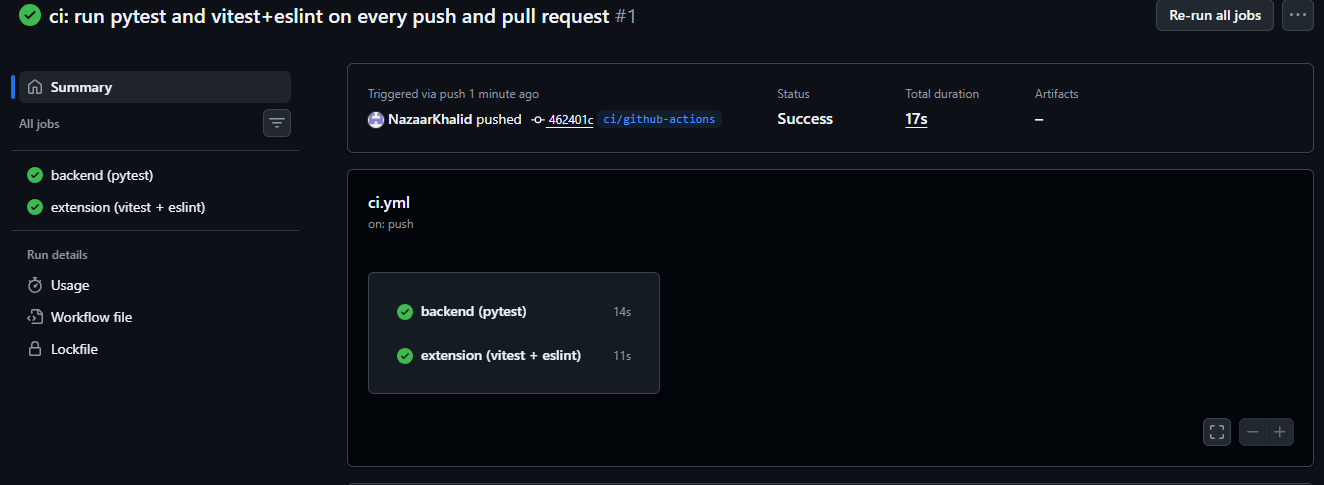 ci: run pytest and vitest+eslint on every push and pull request #1
Re-run all jobs
Summary
All jobs
backend (pytest)
extension (vitest + eslint)
Run details
Usage
Workflow file
Lockfile
Triggered via push 1 minute ago
NazaarKhalid pushed 462401c ci/github-actions
Status
Success
Total duration
17s
Artifacts
–
ci.yml
on: push
backend (pytest) 14s
extension (vitest + eslint) 11s